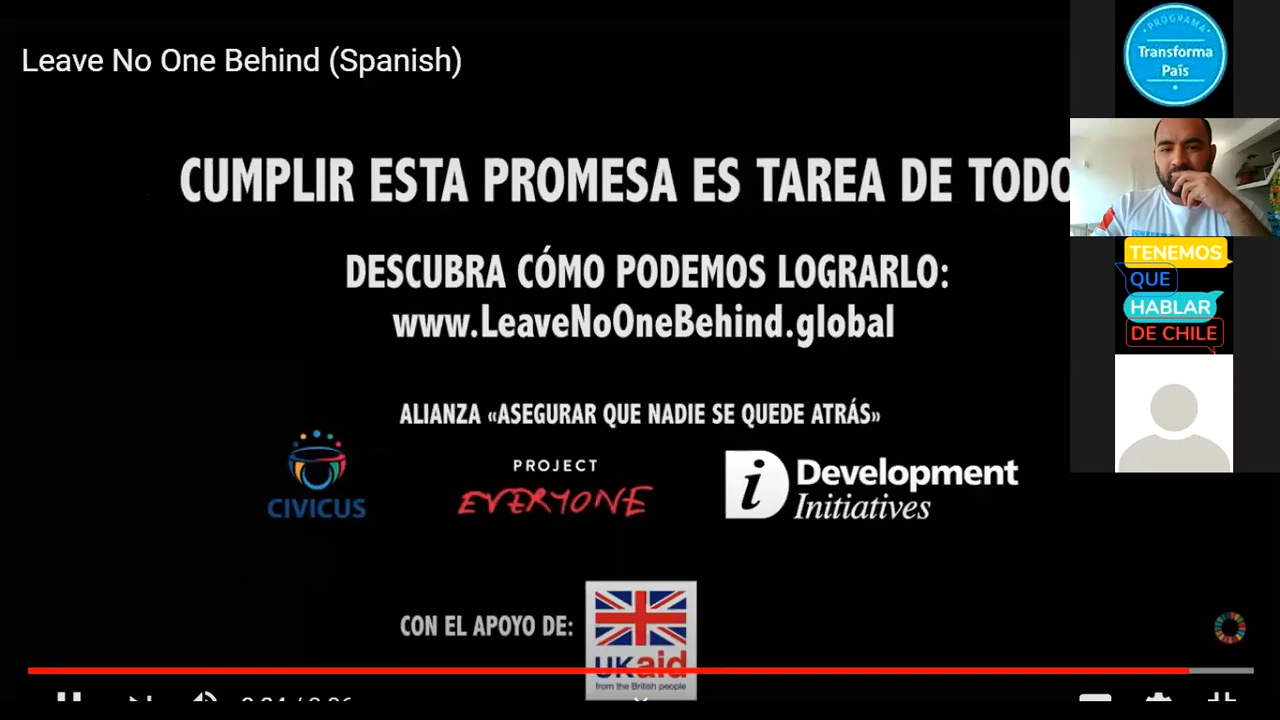 Leave No One Behind (Spanish)
CUMPLIR ESTA PROMESA ES TAREA DE TODO
DESCUBRA CÓMO PODEMOS LOGRARLO:
www.LeaveNoOneBehind.global
ALIANZA «ASEGURAR QUE NADIE SE QUEDE ATRÁS»
CIVICUS
PROJECT
EVERYONE
i Development
Initiatives
CON EL APOYO DE:
UKaid
from the British people
PROGRAMA
Transforma
País
TENEMOS
QUE
HABLAR
DE CHILE